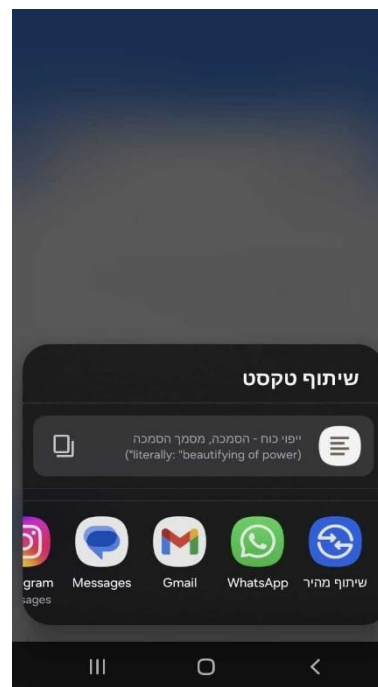 שיתוף טקסט
ייפוי כוח - הסמכה, מסמך הסמכה
(literally: "beautifying of power")
שיתוף מהיר
WhatsApp
Gmail
Messages
gram
sages